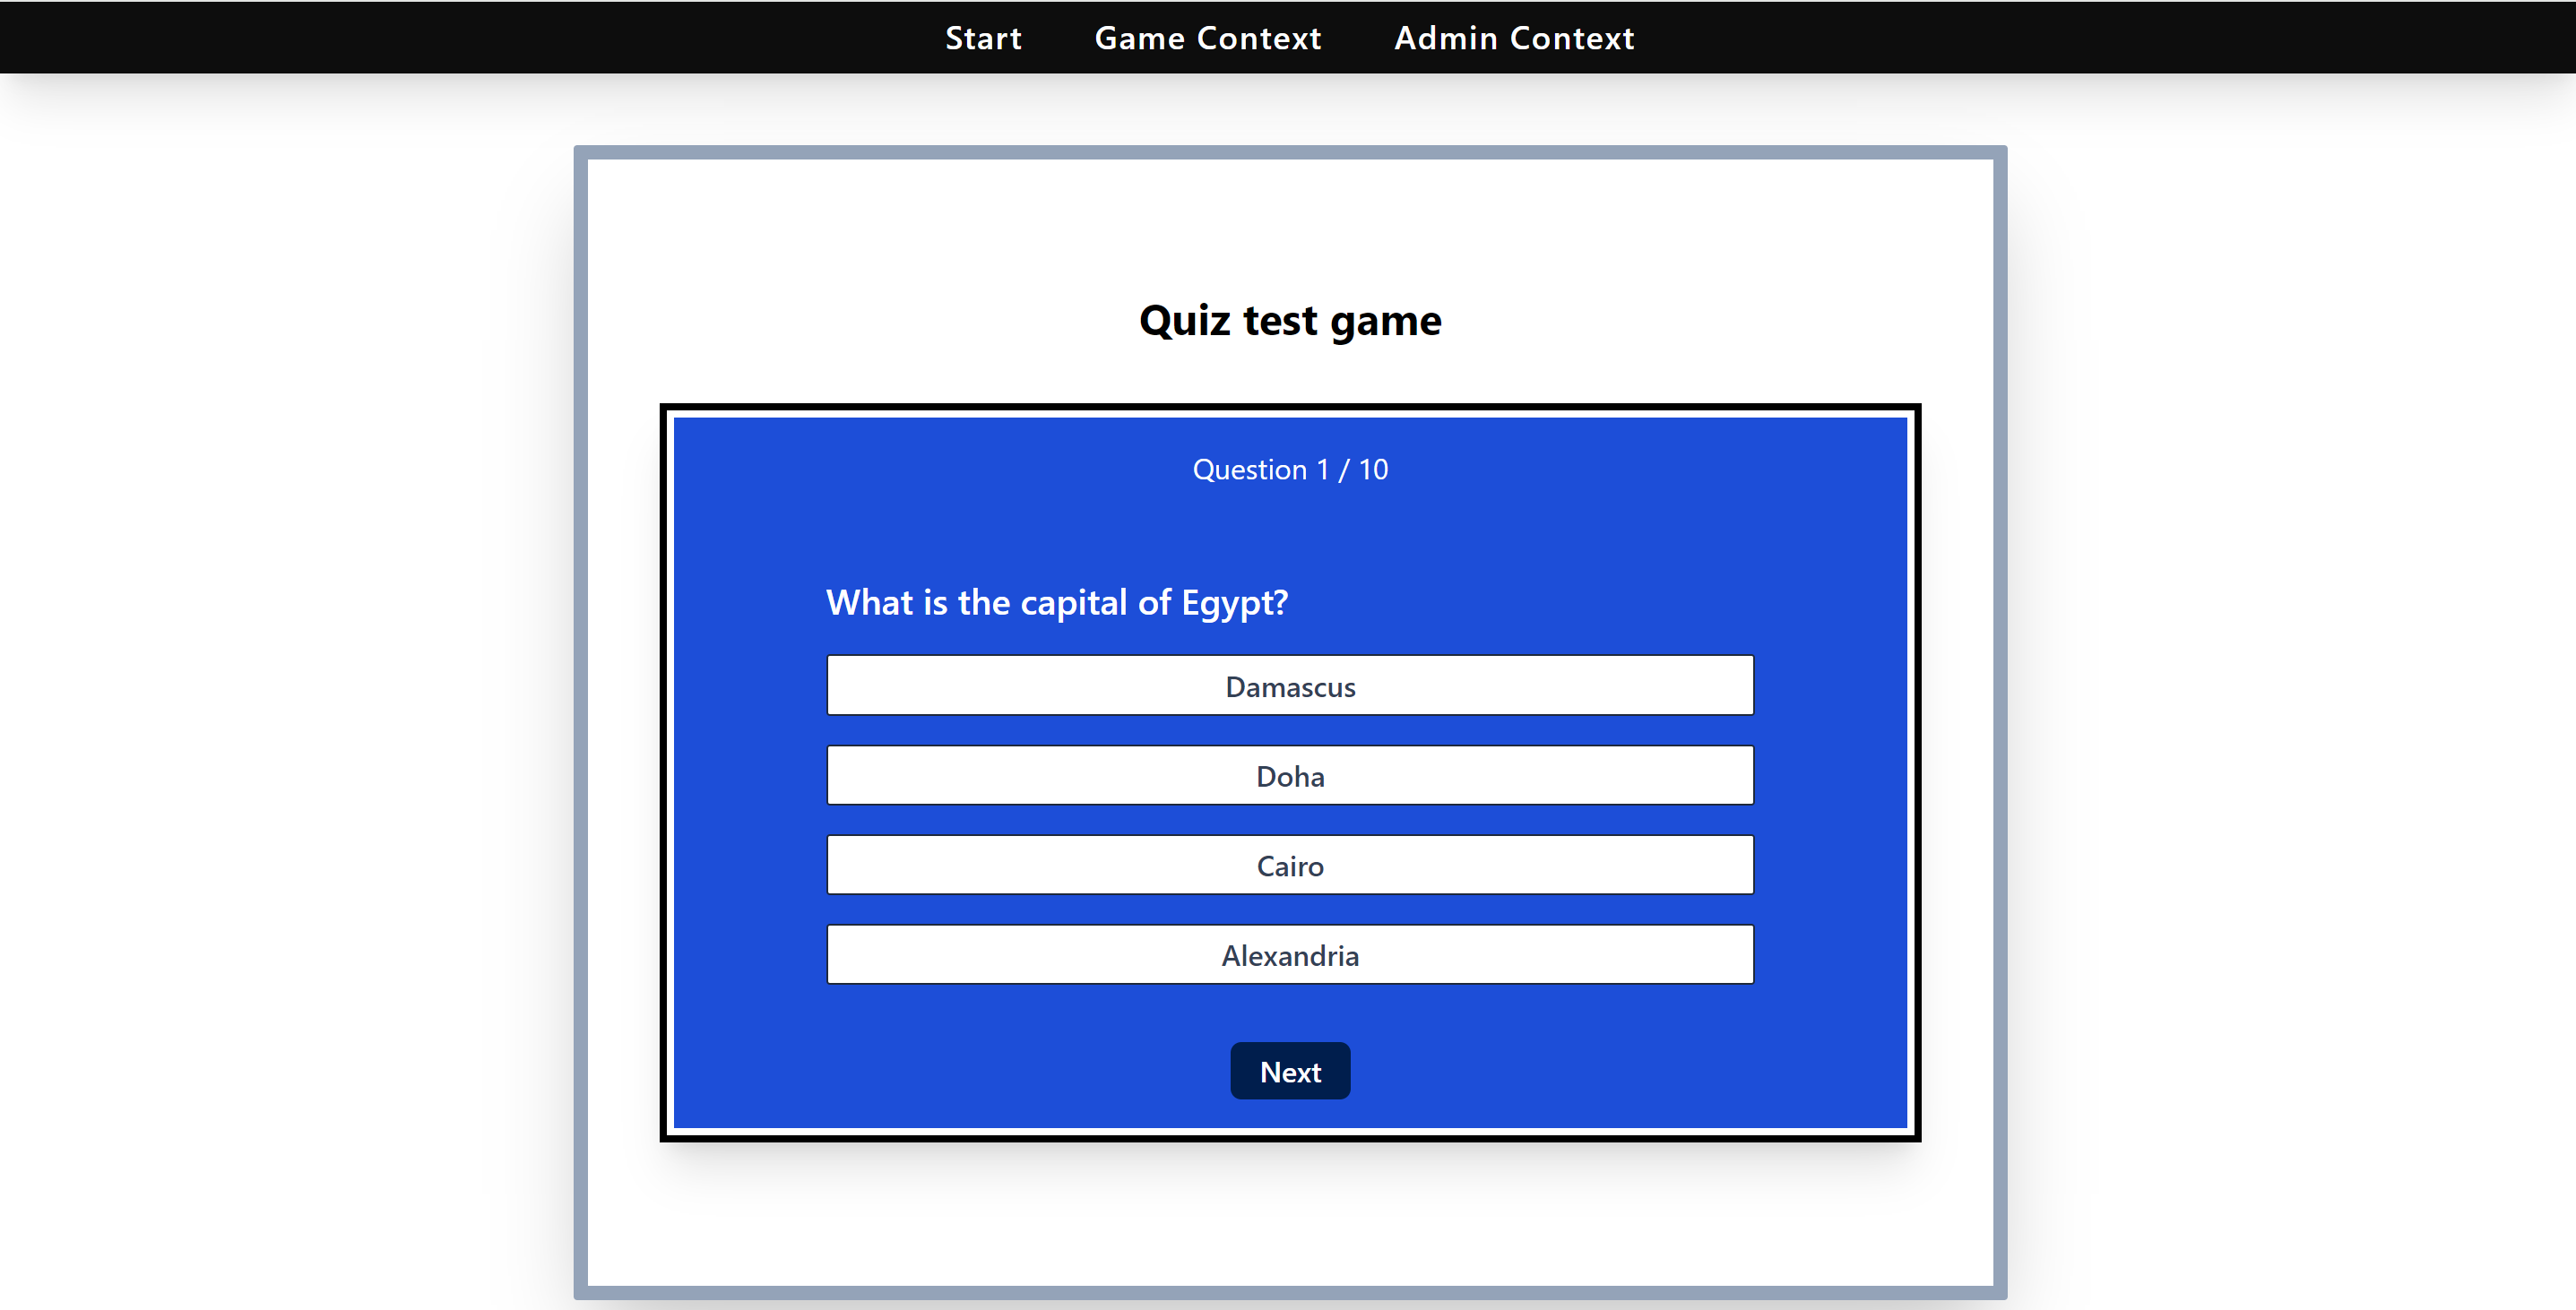 Start Game Context Admin Context
Quiz test game
Question 1 / 10
What is the capital of Egypt?
Damascus
Doha
Cairo
Alexandria
Next